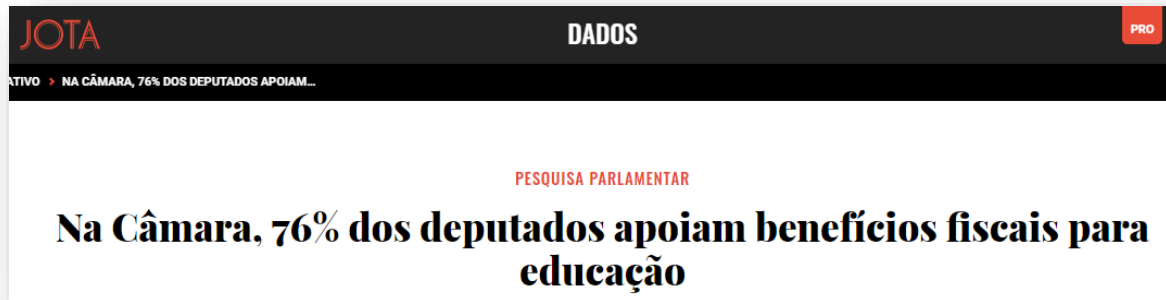 JOTA
DADOS
PRO
ATIVO > NA CÂMARA, 76% DOS DEPUTADOS APOIAM...
PESQUISA PARLAMENTAR
Na Câmara, 76% dos deputados apoiam benefícios fiscais para
educação